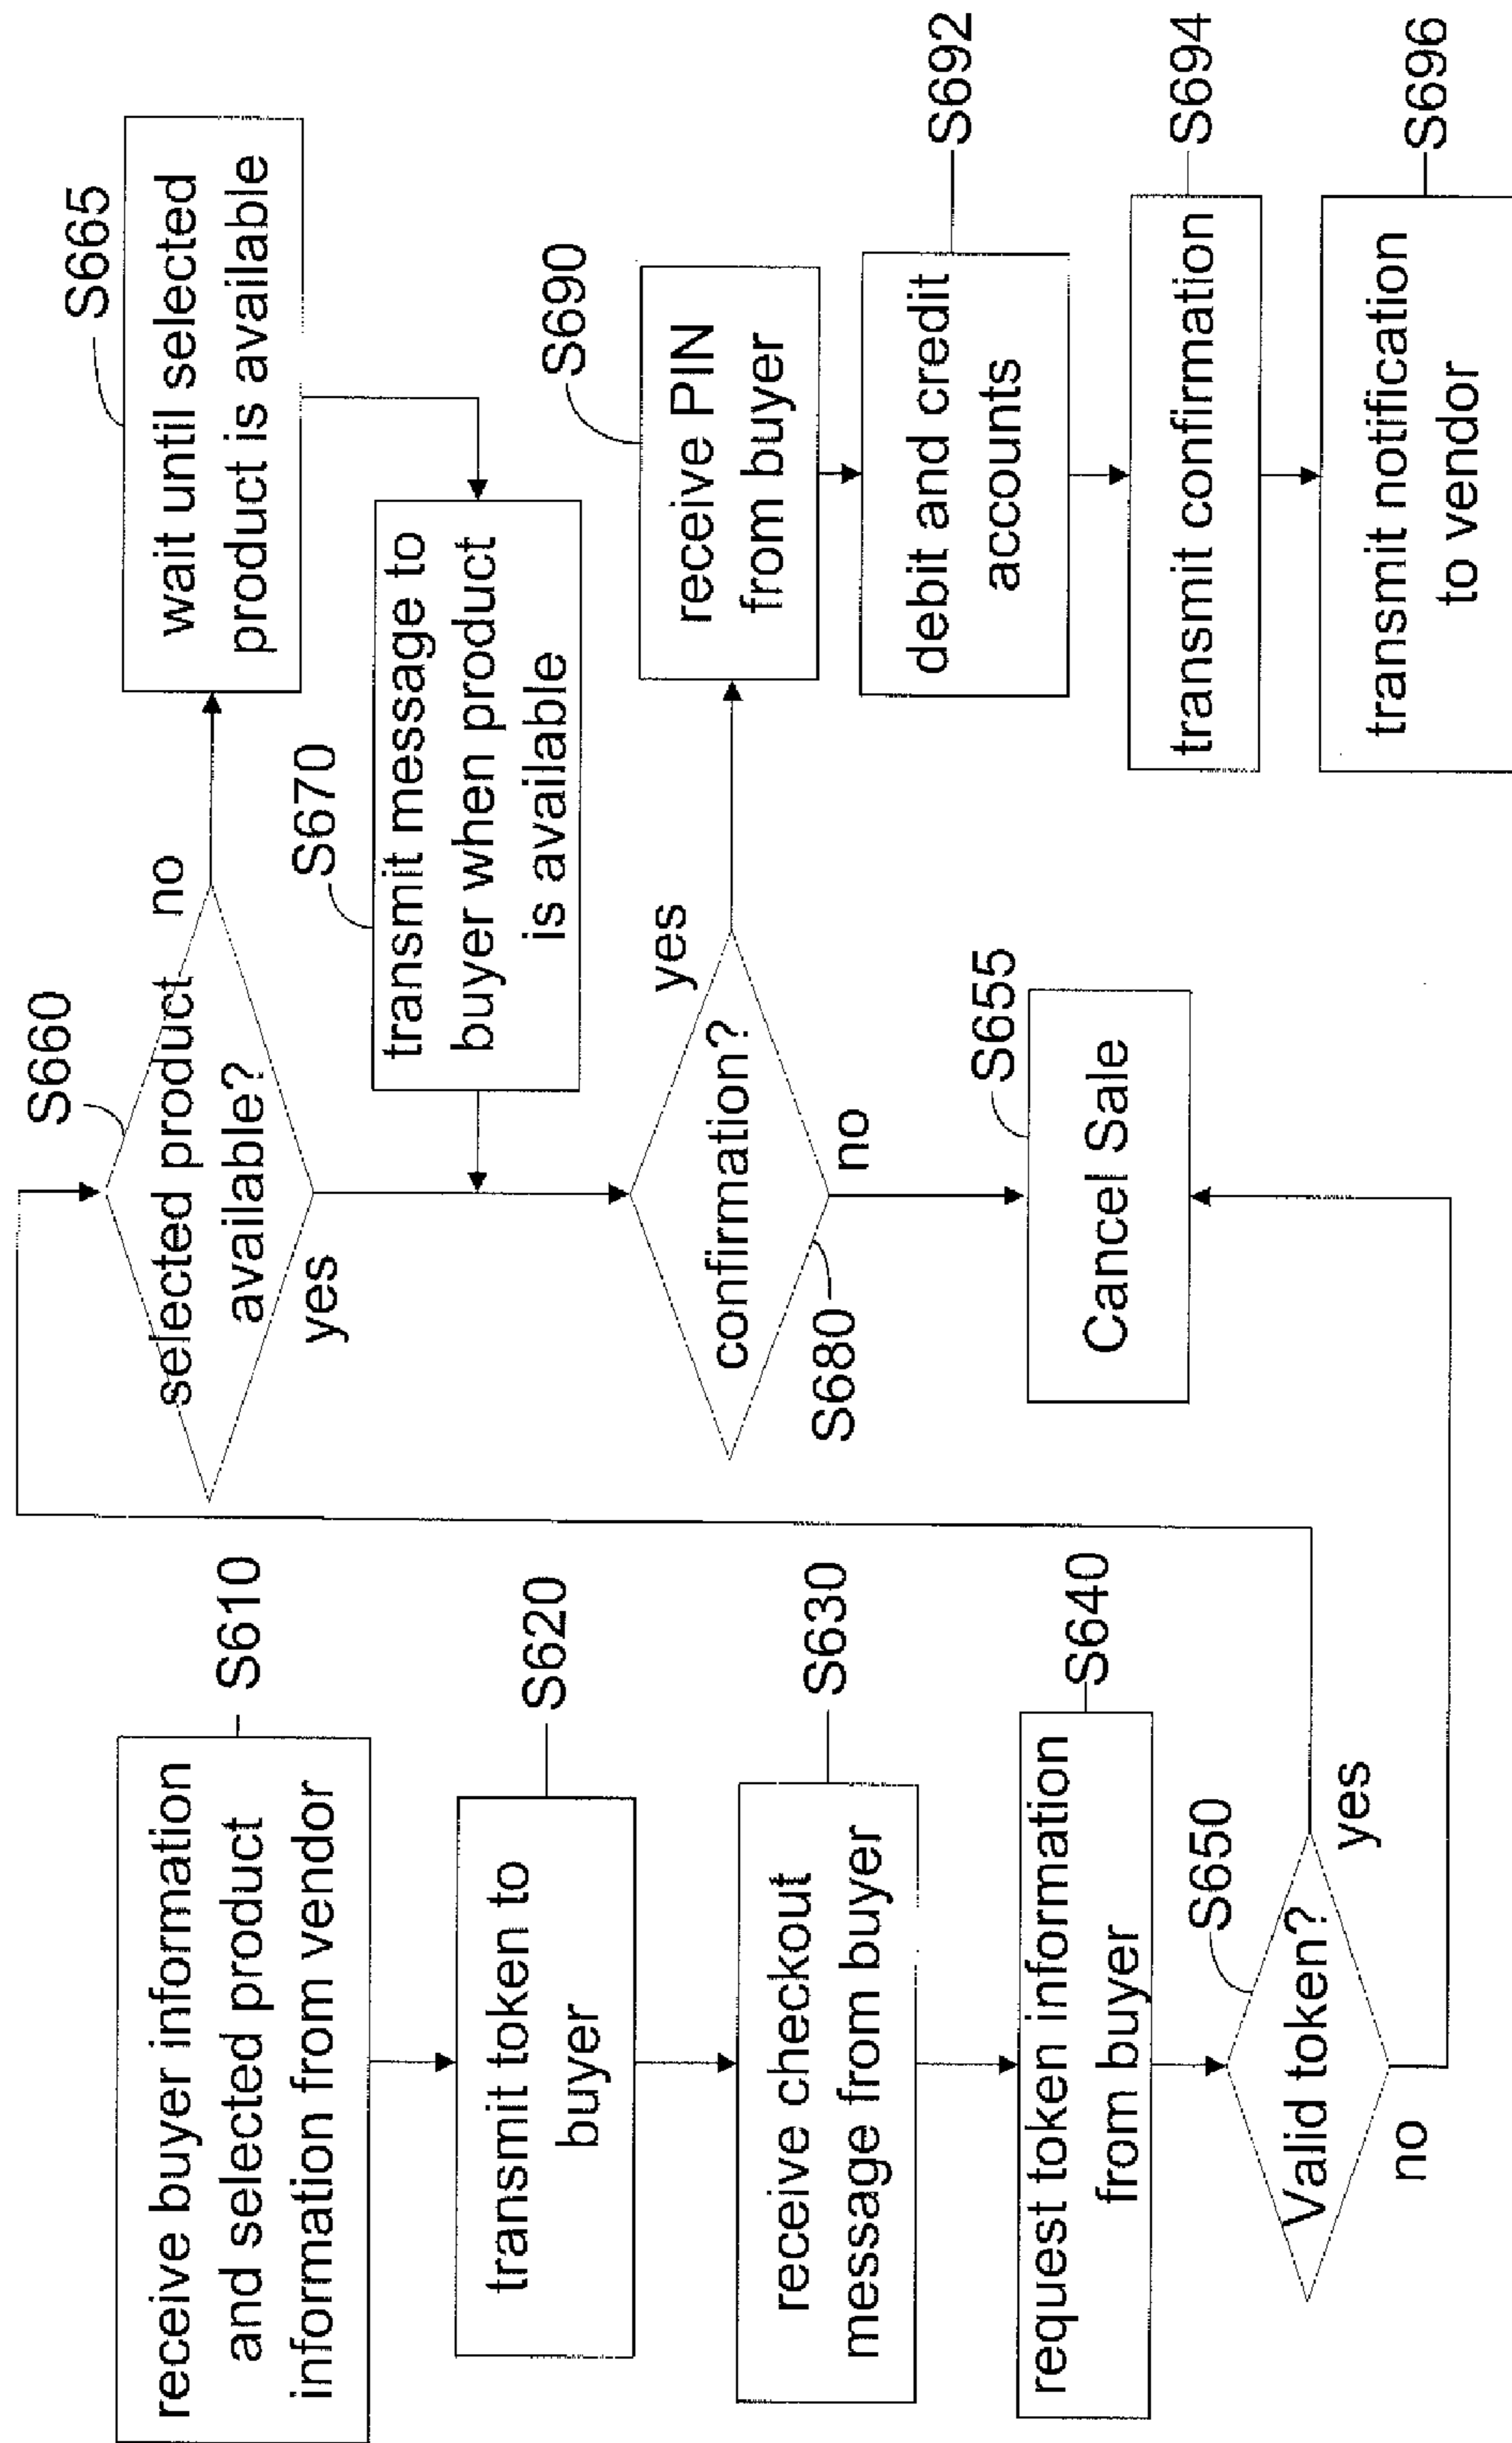 receive buyer information
and selected product
information from vendor
S610
transmit token to
buyer
S620
receive checkout
message from buyer
S630
request token information
from buyer
S640
S650
Valid token?
yes
no
S660
selected product
available?
no
yes
S665
wait until selected
product is available
S670
transmit message to
buyer when product
is available
confirmation?
yes
no
S680
S655
Cancel Sale
S690
receive PIN
from buyer
debit and credit
accounts
S692
transmit confirmation
S694
transmit notification
to vendor
S696